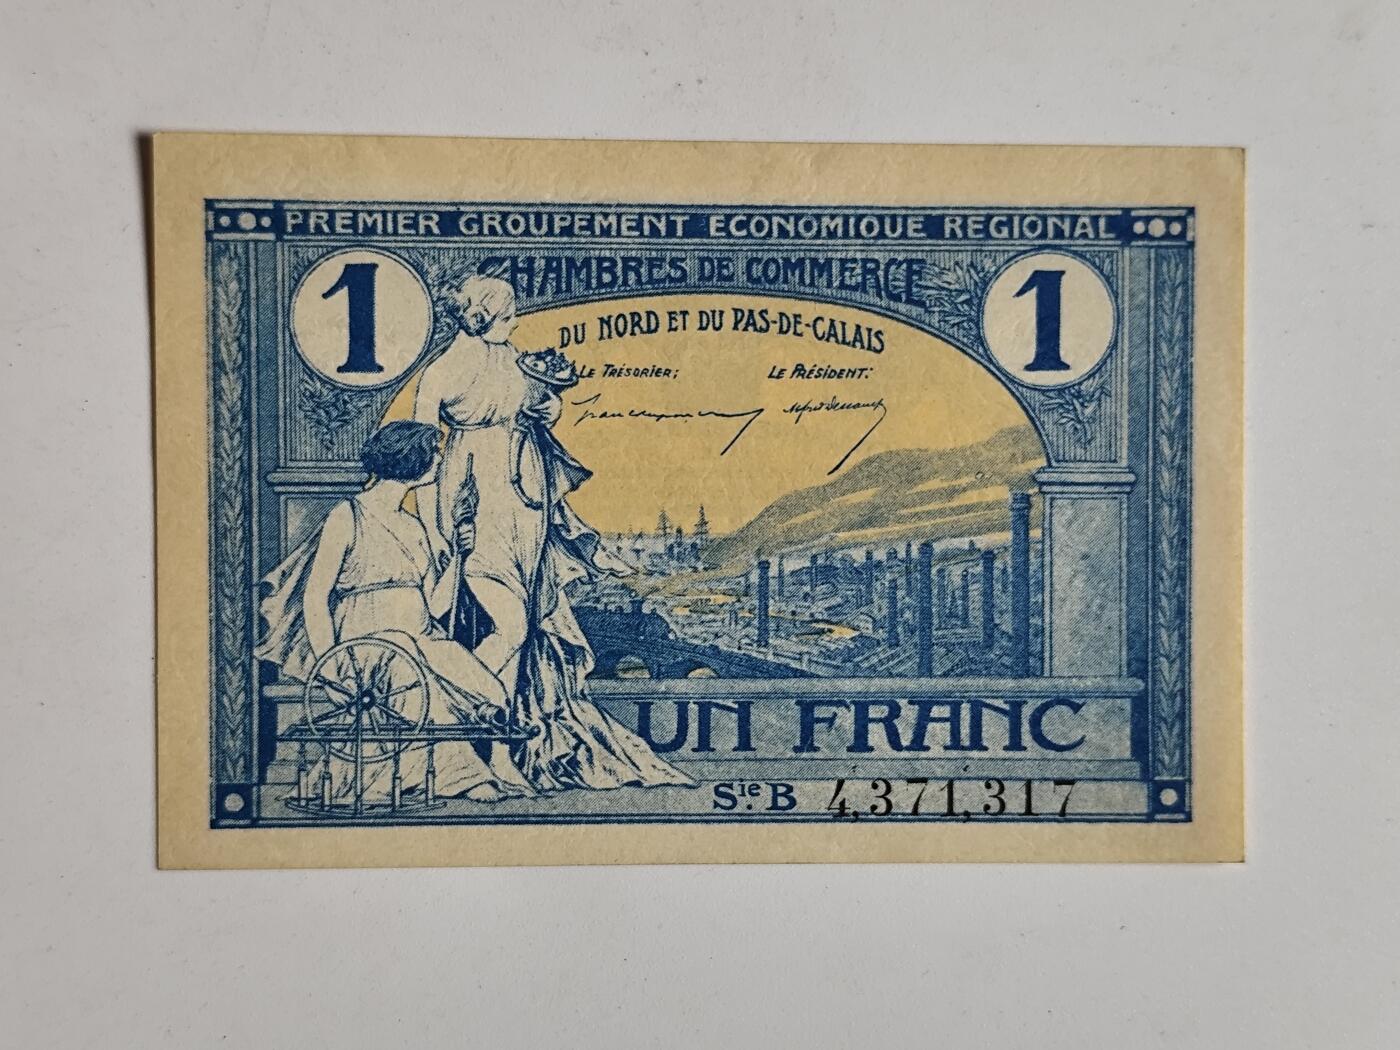 PREMIER GROUPEMENT ECONOMIQUE REGIONAL
1 CHAMBRES DE COMMERCE 1
DU NORD ET DU PAS-DE-CALAIS
LE TRÉSORIER; LE PRÉSIDENT:
UN FRANC
Sie B 4,371,317